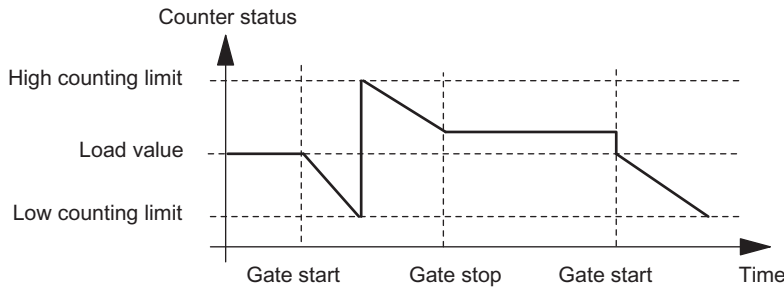 Counter status
High counting limit
Load value
Low counting limit
Gate start
Gate stop
Gate start
Time